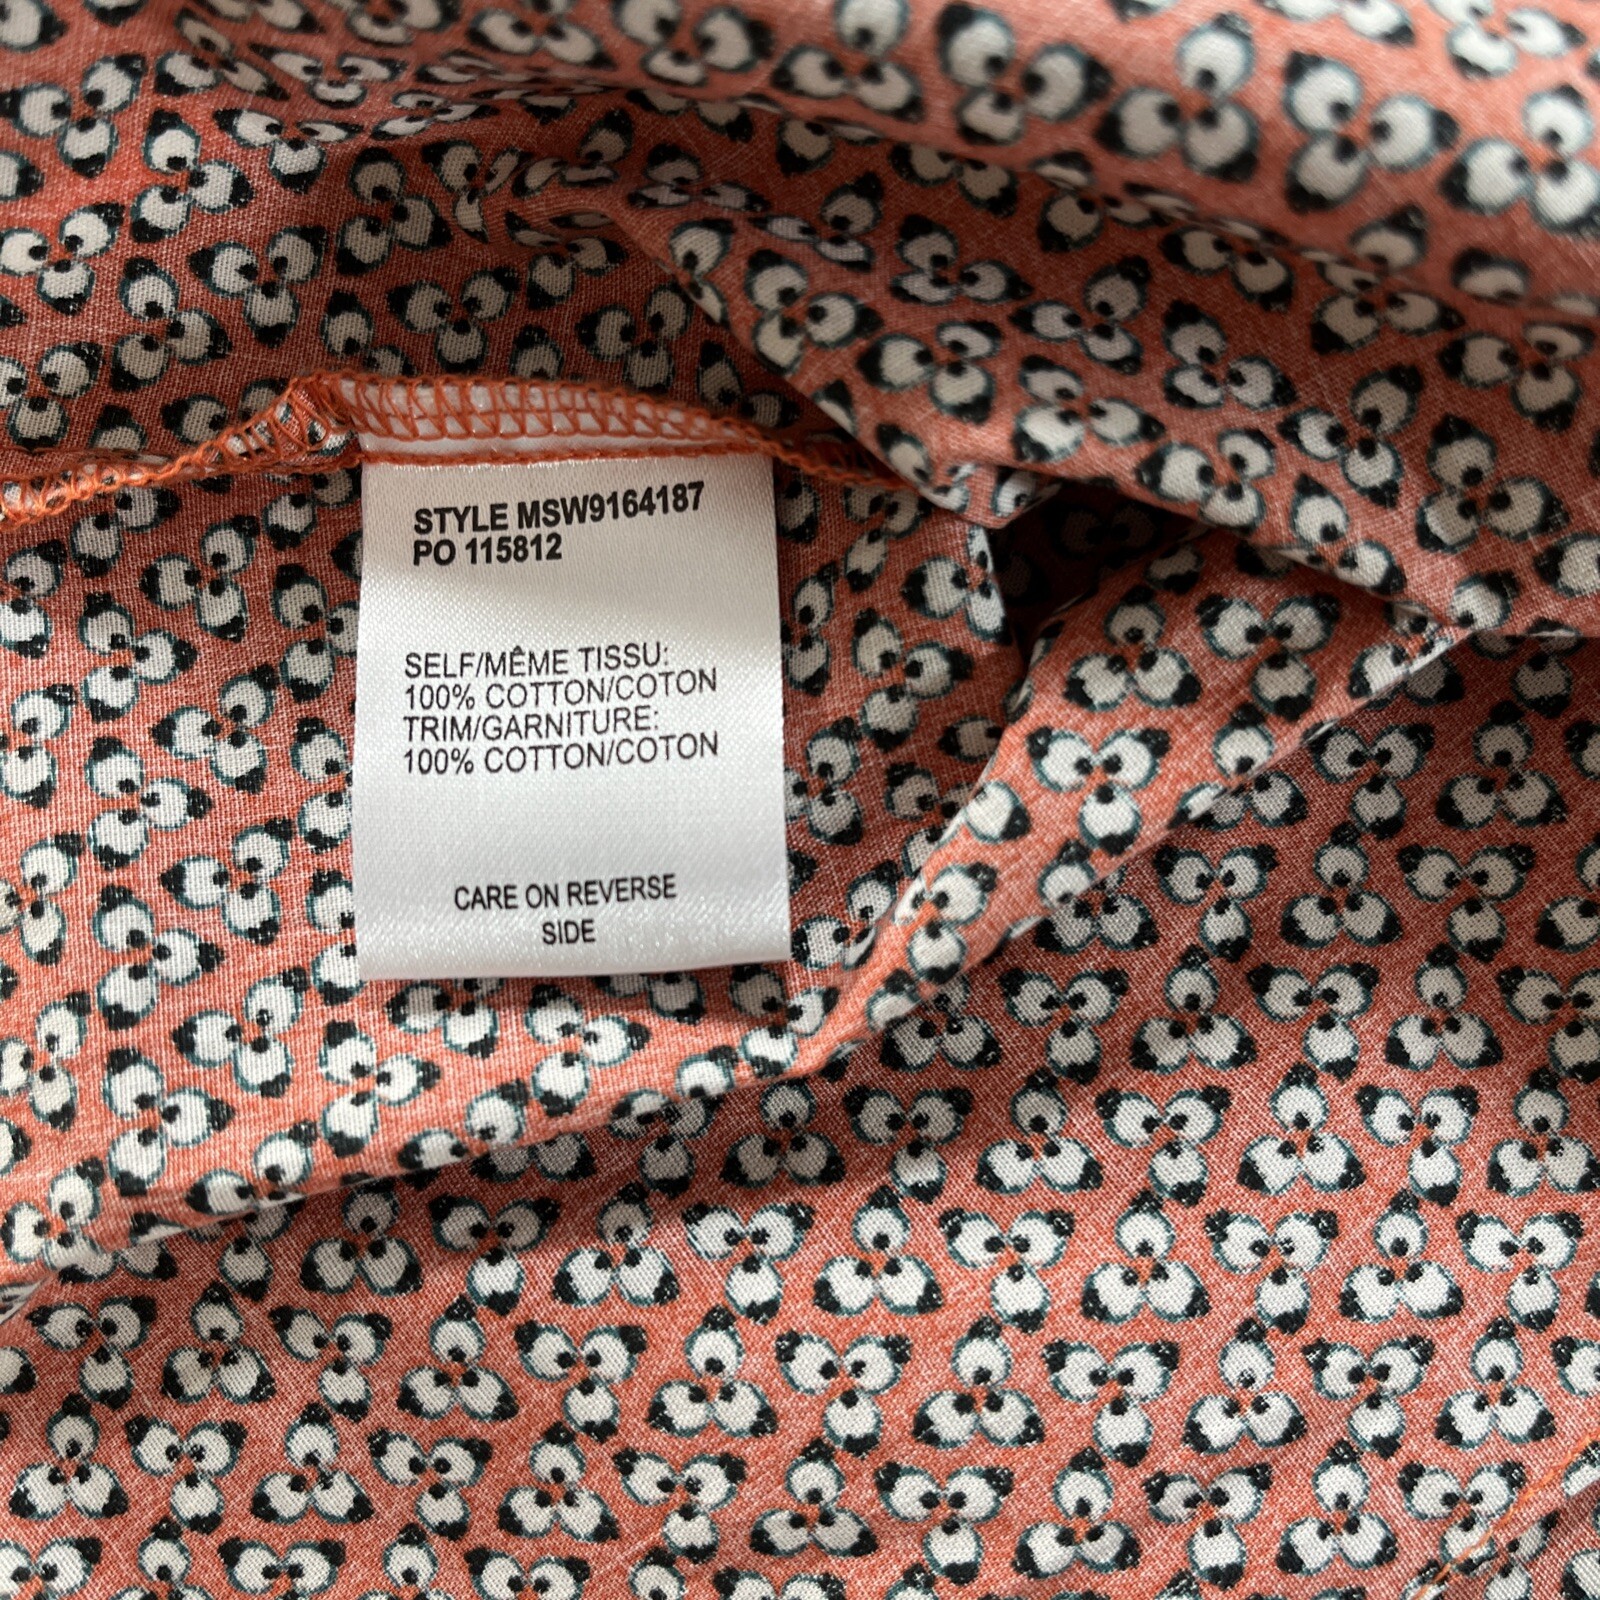 STYLE MSW9164187
PO 115812
SELF/MÊME TISSU:
100% COTTON/COTON
TRIM/GARNITURE:
100% COTTON/COTON
CARE ON REVERSE
SIDE